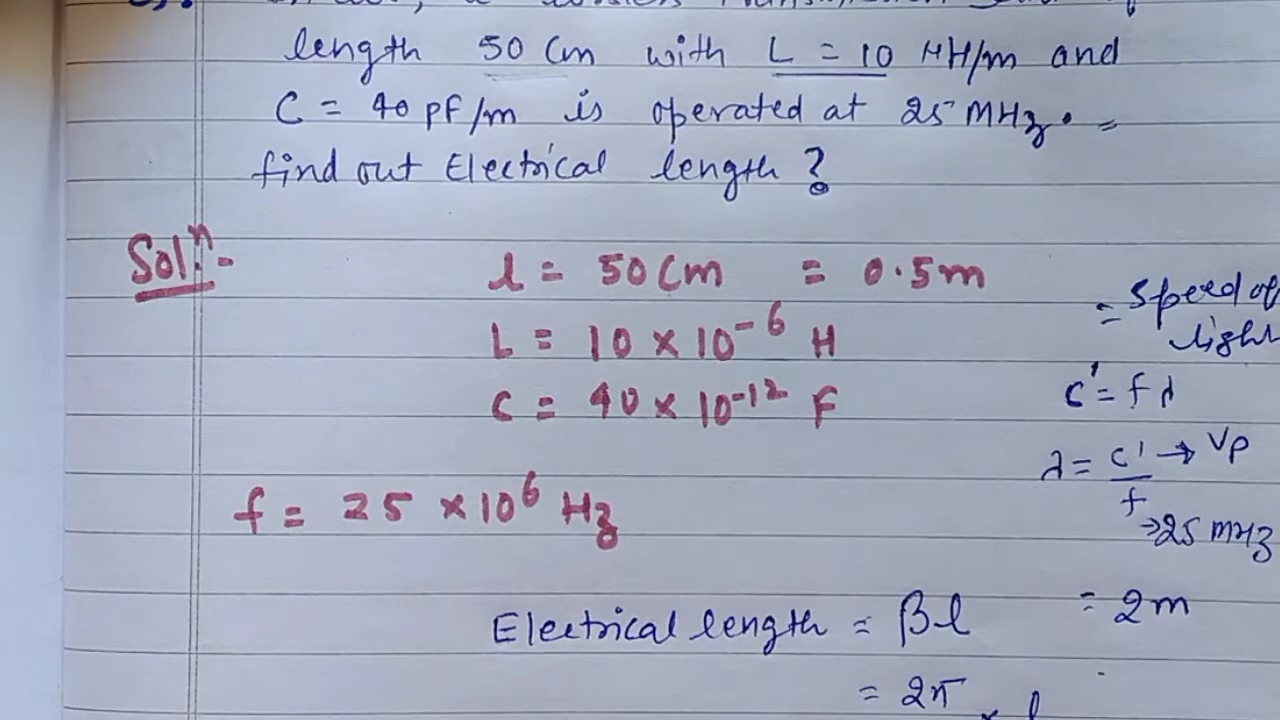 length 50 Cm with L = 10 μH/m and
C = 40 pF/m is operated at 25 MHz. =
find out Electrical length ?
Solⁿ:-
l = 50 Cm = 0.5m
L = 10 × 10⁻⁶ H
C = 40 × 10⁻¹² F
f = 25 × 10⁶ Hz
= Speed of
light
c' = f λ
λ = c'/f → Vp
→ 25 MHz
= 2m
Electrical length = βl
= 2π × l